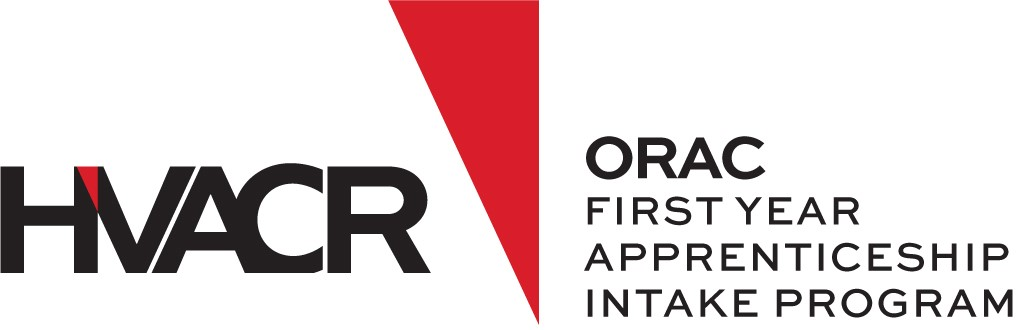 HVACR
ORAC
FIRST YEAR
APPRENTICESHIP
INTAKE PROGRAM